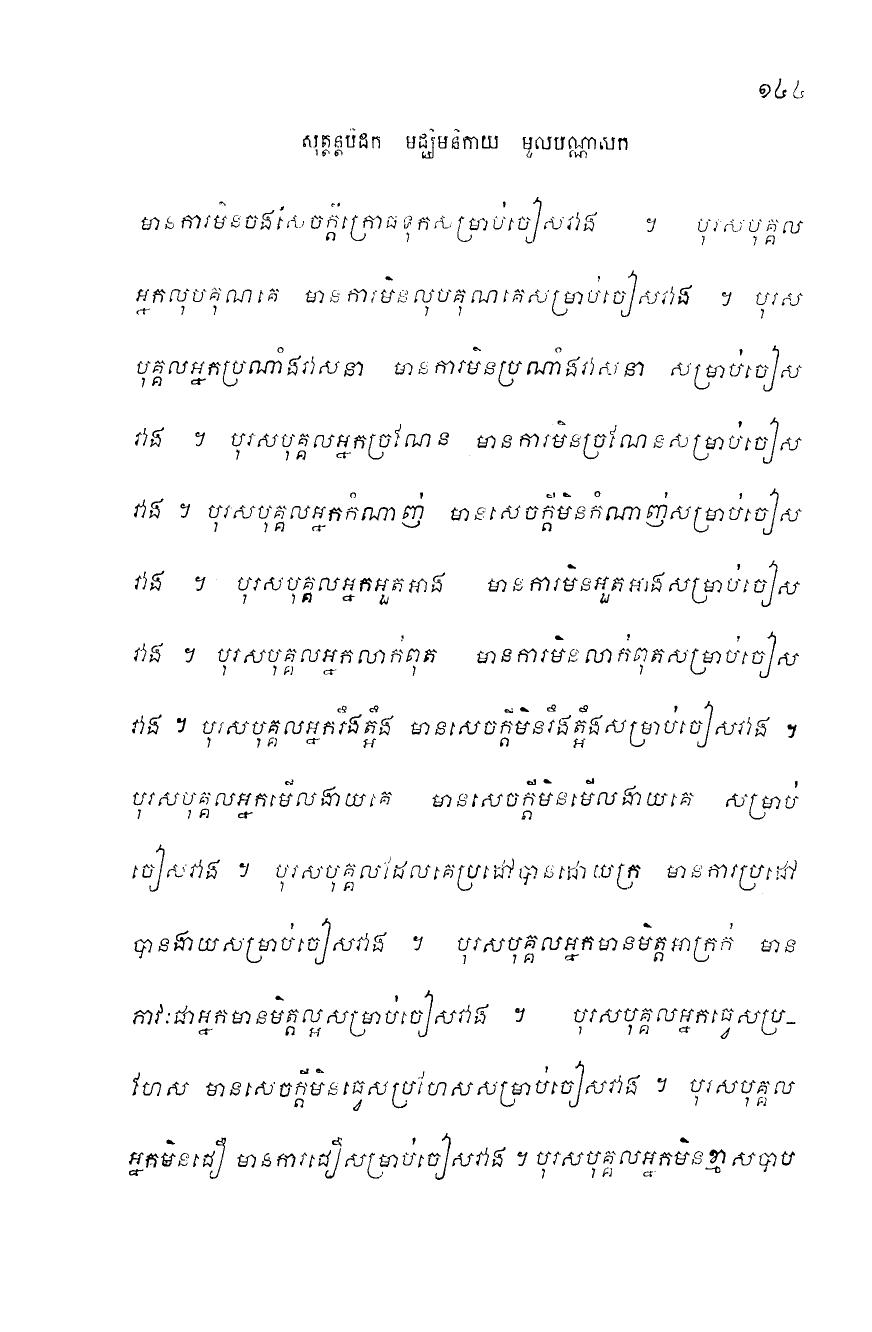 ១៤៤
សុត្តន្តបិដក មជ្ឈិមនិកាយ មូលបណ្ណាសក
មានការមិនចងសេចក្តីក្រោធទុកសម្រាប់ចៀសវាង ។ បុរសបុគ្គល
អ្នកលុបគុណគេ មានការមិនលុបគុណគេសម្រាប់ចៀសវាង ។ បុរស
បុគ្គលអ្នកប្រណាំងវាសនា មានការមិនប្រណាំងវាសនា សម្រាប់ចៀស
វាង ។ បុរសបុគ្គលអ្នកច្រណែន មានការមិនច្រណែនសម្រាប់ចៀស
វាង ។ បុរសបុគ្គលអ្នកកំណាញ់ មានសេចក្តីមិនកំណាញ់សម្រាប់ចៀស
វាង ។ បុរសបុគ្គលអ្នកអួតអាង មានការមិនអួតអាងសម្រាប់ចៀស
វាង ។ បុរសបុគ្គលអ្នកលាក់ពុត មានការមិនលាក់ពុតសម្រាប់ចៀស
វាង ។ បុរសបុគ្គលអ្នករឹងត្អឹង មានសេចក្តីមិនរឹងត្អឹងសម្រាប់ចៀសវាង ។
បុរសបុគ្គលអ្នកមើលងាយគេ មានសេចក្តីមិនមើលងាយគេ សម្រាប់
ចៀសវាង ។ បុរសបុគ្គលដែលគេប្រដៅបានដោយក្រ មានការប្រដៅ
បានងាយសម្រាប់ចៀសវាង ។ បុរសបុគ្គលអ្នកមានមិត្តអាក្រក់ មាន
ភាវៈជាអ្នកមានមិត្តល្អសម្រាប់ចៀសវាង ។ បុរសបុគ្គលអ្នកធ្វេសប្រ-
ហែស មានសេចក្តីមិនធ្វេសប្រហែសសម្រាប់ចៀសវាង ។ បុរសបុគ្គល
អ្នកមិនជឿ មានការជឿសម្រាប់ចៀសវាង ។ បុរសបុគ្គលអ្នកមិនខ្មាសបាប